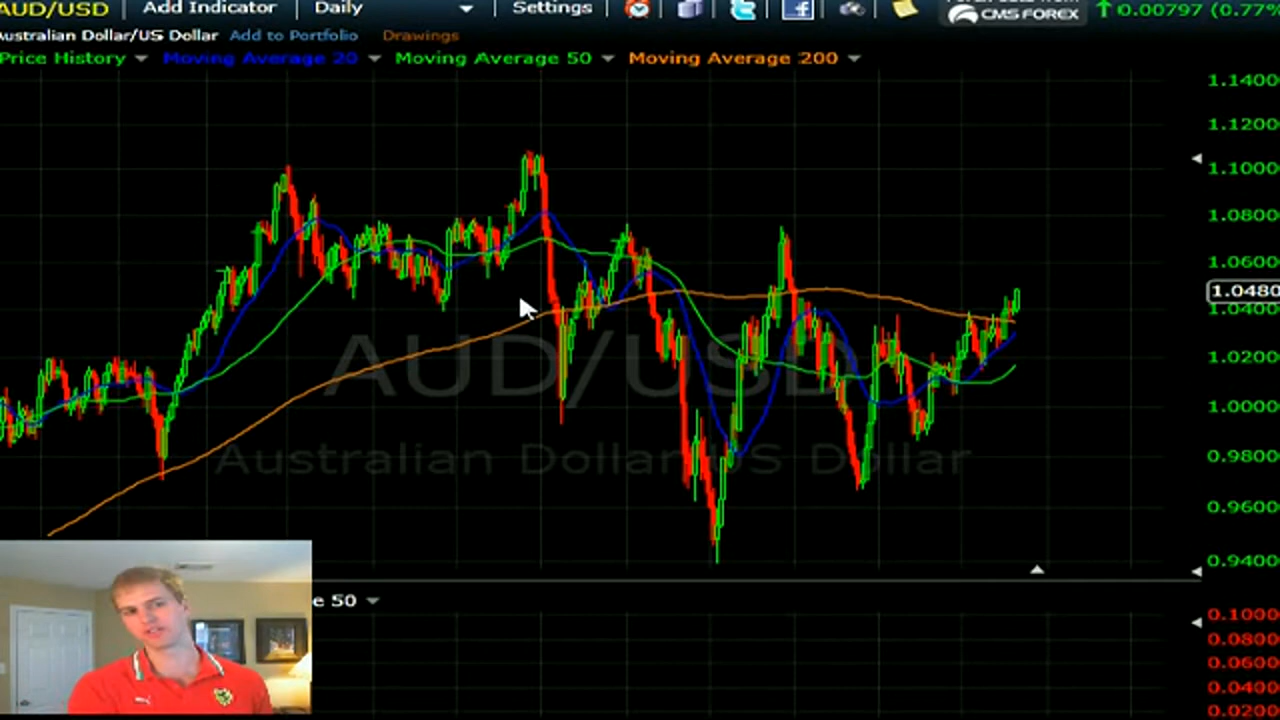 AUD/USD Add Indicator Daily Settings CMS FOREX 0.00797 (0.77%
Australian Dollar/US Dollar Add to Portfolio Drawings
Price History Moving Average 20 Moving Average 50 Moving Average 200
1.1400
1.1200
1.1000
1.0800
1.0600
1.0480
1.0400
1.0200
1.0000
0.9800
0.9600
0.9400
AUD/USD
Australian Dollar/US Dollar
e 50
0.1000
0.0800
0.0600
0.0400
0.0200